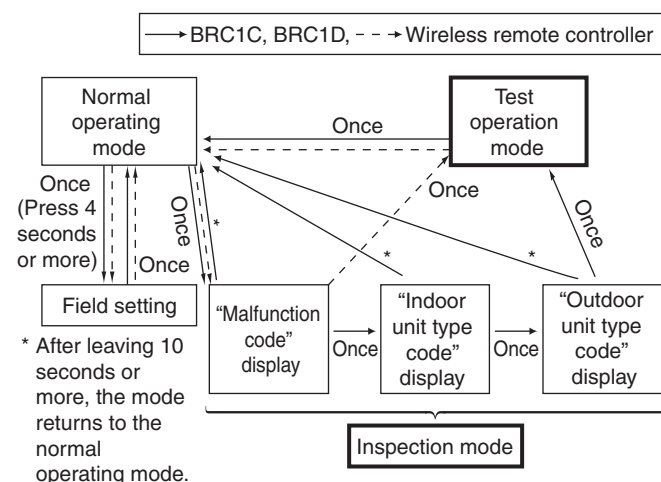 BRC1C, BRC1D, Wireless remote controller
Normal
operating
mode
Once
Test
operation
mode
Once
(Press 4
seconds
or more)
Once
Once
*
*
Once
*
Once
Field setting
“Malfunction
code”
display
Once
“Indoor
unit type
code”
display
Once
“Outdoor
unit type
code”
display
* After leaving 10
seconds or
more, the mode
returns to the
normal
operating mode.
Inspection mode